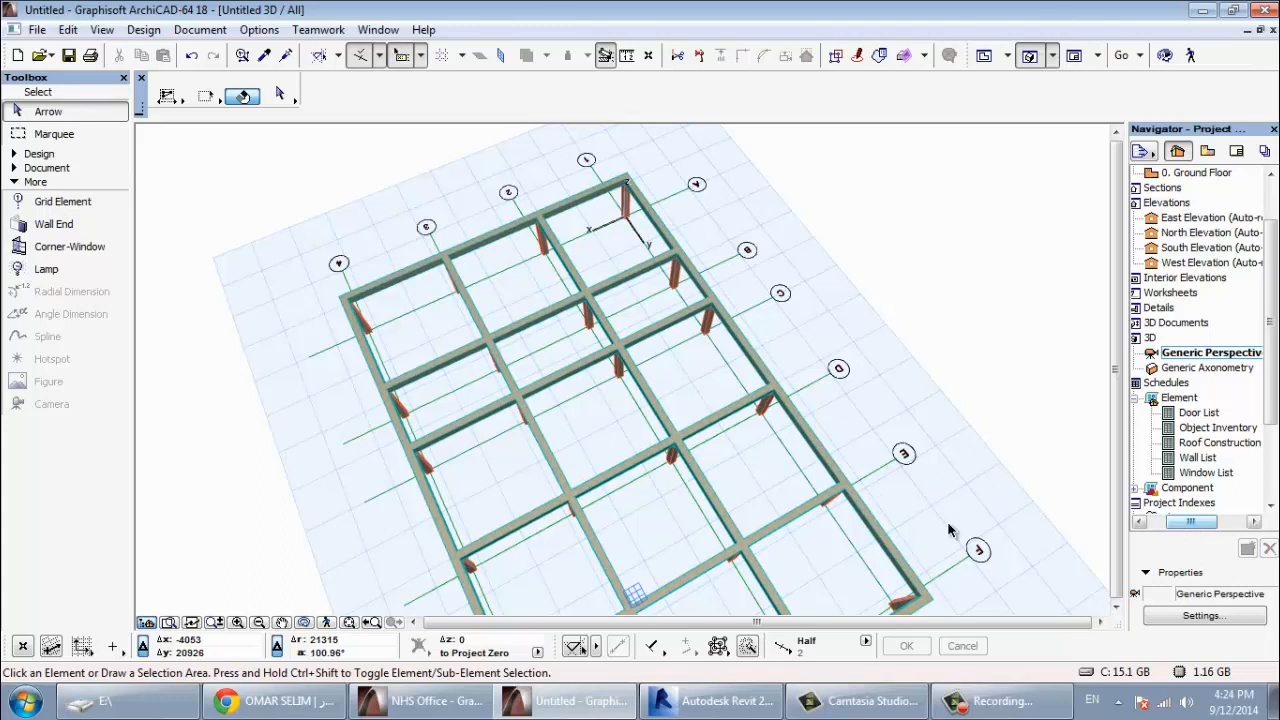 Untitled - Graphisoft ArchiCAD-64 18 - [Untitled 3D / All]
File Edit View Design Document Options Teamwork Window Help
Go
Toolbox
Select
Arrow
Marquee
Design
Document
More
Grid Element
Wall End
Corner-Window
Lamp
Radial Dimension
Angle Dimension
Spline
Hotspot
Figure
Camera
1
2
3
4
A
B
C
D
E
F
x
y
z
Navigator - Project ...
0. Ground Floor
Sections
Elevations
East Elevation (Auto-r
North Elevation (Auto-
South Elevation (Auto-
West Elevation (Auto-
Interior Elevations
Worksheets
Details
3D Documents
3D
Generic Perspectiv
Generic Axonometry
Schedules
Element
Door List
Object Inventory
Roof Construction
Wall List
Window List
Component
Project Indexes
Properties
Generic Perspective
Settings...
Δx: -4053
Δy: 20926
Δr: 21315
a: 100.96°
Δz: 0
to Project Zero
Half
2
OK
Cancel
Click an Element or Draw a Selection Area. Press and Hold Ctrl+Shift to Toggle Element/Sub-Element Selection.
C: 15.1 GB
1.16 GB
E:\
OMAR SELIM | ...ار
NHS Office - Gra...
Untitled - Graphi...
Autodesk Revit 2...
Camtasia Studio...
Recording...
EN
4:24 PM
9/12/2014